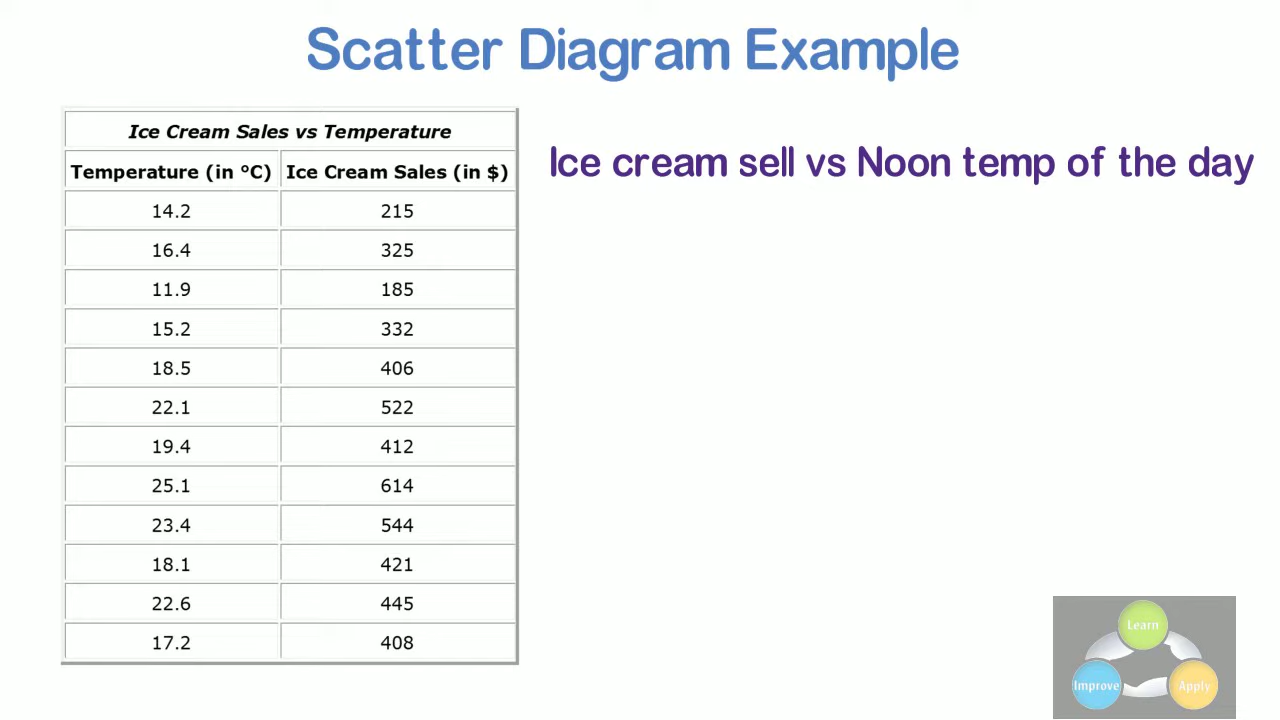 Scatter Diagram Example
Ice Cream Sales vs Temperature
Temperature (in °C) Ice Cream Sales (in $)
14.2 215
16.4 325
11.9 185
15.2 332
18.5 406
22.1 522
19.4 412
25.1 614
23.4 544
18.1 421
22.6 445
17.2 408
Ice cream sell vs Noon temp of the day
Learn
Improve Apply